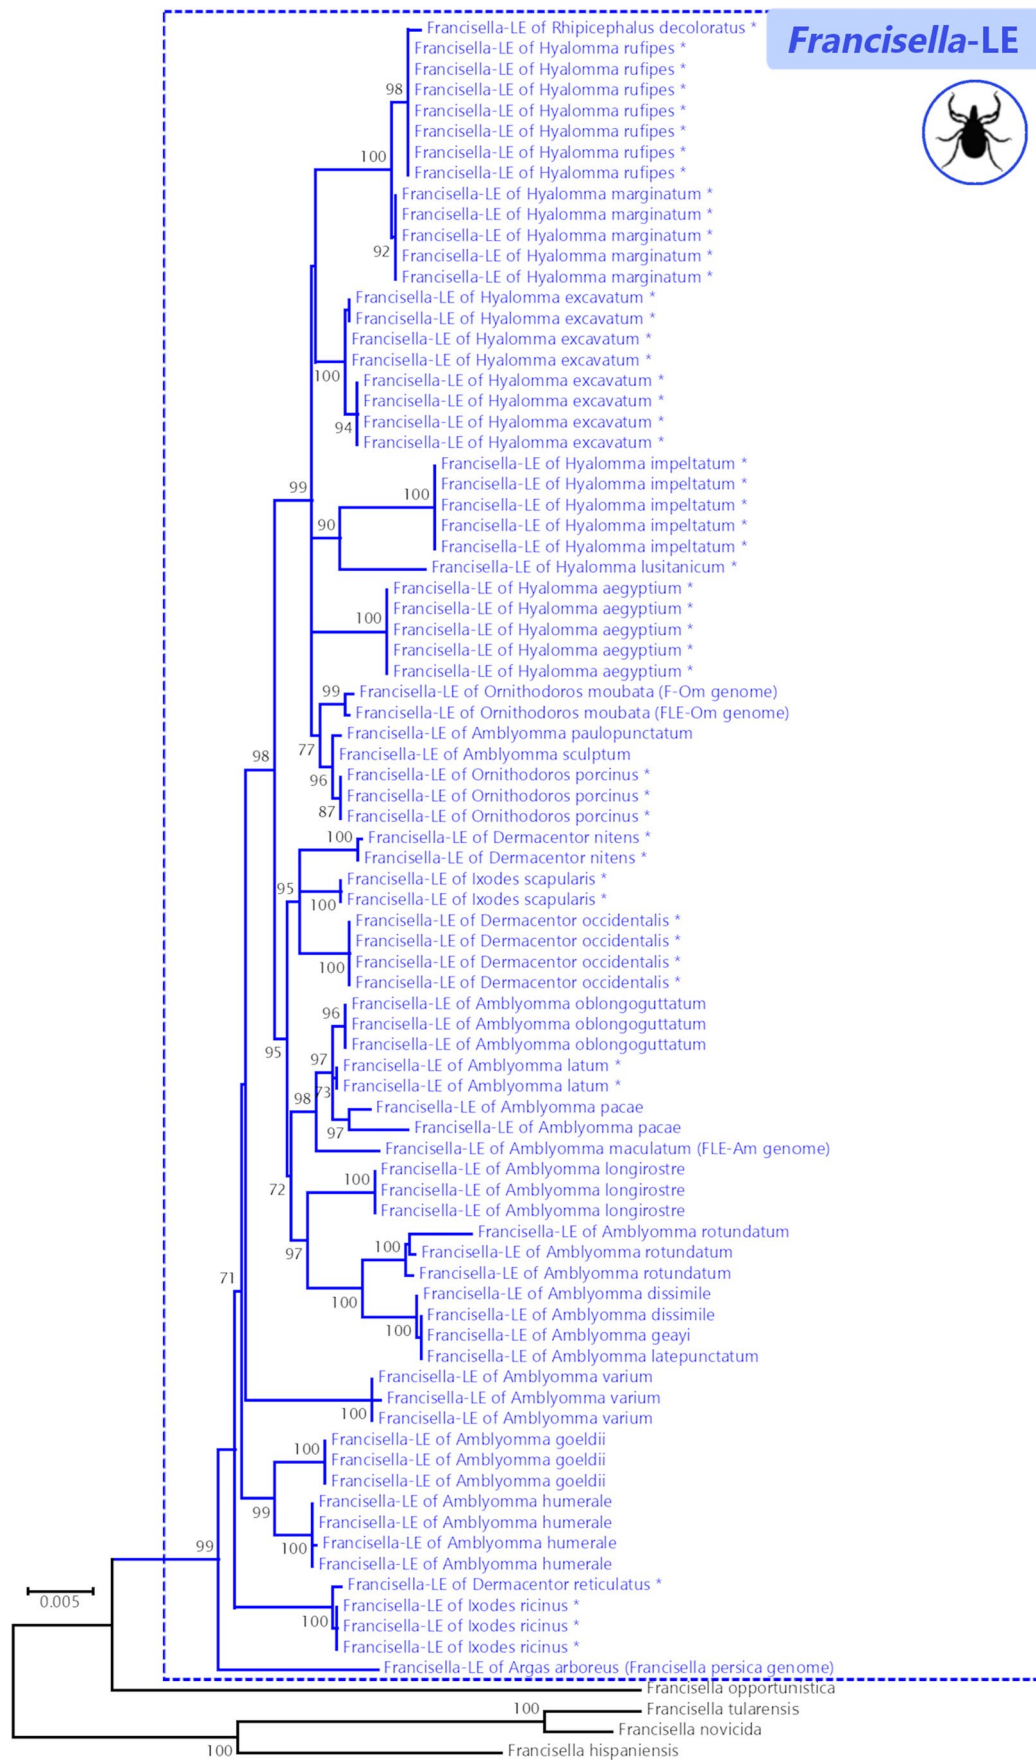 Francisella-LE
Francisella-LE of Rhipicephalus decoloratus *
Francisella-LE of Hyalomma rufipes *
Francisella-LE of Hyalomma rufipes *
Francisella-LE of Hyalomma rufipes *
98
Francisella-LE of Hyalomma rufipes *
Francisella-LE of Hyalomma rufipes *
Francisella-LE of Hyalomma rufipes *
100
Francisella-LE of Hyalomma rufipes *
Francisella-LE of Hyalomma marginatum *
Francisella-LE of Hyalomma marginatum *
Francisella-LE of Hyalomma marginatum *
92
Francisella-LE of Hyalomma marginatum *
Francisella-LE of Hyalomma marginatum *
Francisella-LE of Hyalomma excavatum *
Francisella-LE of Hyalomma excavatum *
Francisella-LE of Hyalomma excavatum *
Francisella-LE of Hyalomma excavatum *
100
Francisella-LE of Hyalomma excavatum *
Francisella-LE of Hyalomma excavatum *
Francisella-LE of Hyalomma excavatum *
94
Francisella-LE of Hyalomma excavatum *
Francisella-LE of Hyalomma impeltatum *
99
Francisella-LE of Hyalomma impeltatum *
100
Francisella-LE of Hyalomma impeltatum *
90
Francisella-LE of Hyalomma impeltatum *
Francisella-LE of Hyalomma impeltatum *
Francisella-LE of Hyalomma lusitanicum *
Francisella-LE of Hyalomma aegyptium *
Francisella-LE of Hyalomma aegyptium *
100
Francisella-LE of Hyalomma aegyptium *
Francisella-LE of Hyalomma aegyptium *
Francisella-LE of Hyalomma aegyptium *
99
Francisella-LE of Ornithodoros moubata (F-Om genome)
Francisella-LE of Ornithodoros moubata (FLE-Om genome)
Francisella-LE of Amblyomma paulopunctatum
98
77
Francisella-LE of Amblyomma sculptum
96
Francisella-LE of Ornithodoros porcinus *
Francisella-LE of Ornithodoros porcinus *
87
Francisella-LE of Ornithodoros porcinus *
100
Francisella-LE of Dermacentor nitens *
Francisella-LE of Dermacentor nitens *
95
Francisella-LE of Ixodes scapularis *
100
Francisella-LE of Ixodes scapularis *
Francisella-LE of Dermacentor occidentalis *
Francisella-LE of Dermacentor occidentalis *
100
Francisella-LE of Dermacentor occidentalis *
Francisella-LE of Dermacentor occidentalis *
96
Francisella-LE of Amblyomma oblongoguttatum
Francisella-LE of Amblyomma oblongoguttatum
95
Francisella-LE of Amblyomma oblongoguttatum
97
Francisella-LE of Amblyomma latum *
98
73
Francisella-LE of Amblyomma latum *
Francisella-LE of Amblyomma pacae
97
Francisella-LE of Amblyomma pacae
Francisella-LE of Amblyomma maculatum (FLE-Am genome)
Francisella-LE of Amblyomma longirostre
72
100
Francisella-LE of Amblyomma longirostre
Francisella-LE of Amblyomma longirostre
Francisella-LE of Amblyomma rotundatum
97
100
Francisella-LE of Amblyomma rotundatum
Francisella-LE of Amblyomma rotundatum
71
100
Francisella-LE of Amblyomma dissimile
Francisella-LE of Amblyomma dissimile
100
Francisella-LE of Amblyomma geayi
Francisella-LE of Amblyomma latepunctatum
Francisella-LE of Amblyomma varium
Francisella-LE of Amblyomma varium
100
Francisella-LE of Amblyomma varium
Francisella-LE of Amblyomma goeldii
100
Francisella-LE of Amblyomma goeldii
Francisella-LE of Amblyomma goeldii
Francisella-LE of Amblyomma humerale
99
Francisella-LE of Amblyomma humerale
100
Francisella-LE of Amblyomma humerale
Francisella-LE of Amblyomma humerale
99
Francisella-LE of Dermacentor reticulatus *
0.005
Francisella-LE of Ixodes ricinus *
100
Francisella-LE of Ixodes ricinus *
Francisella-LE of Ixodes ricinus *
Francisella-LE of Argas arboreus (Francisella persica genome)
Francisella opportunistica
100
Francisella tularensis
Francisella novicida
100
Francisella hispaniensis